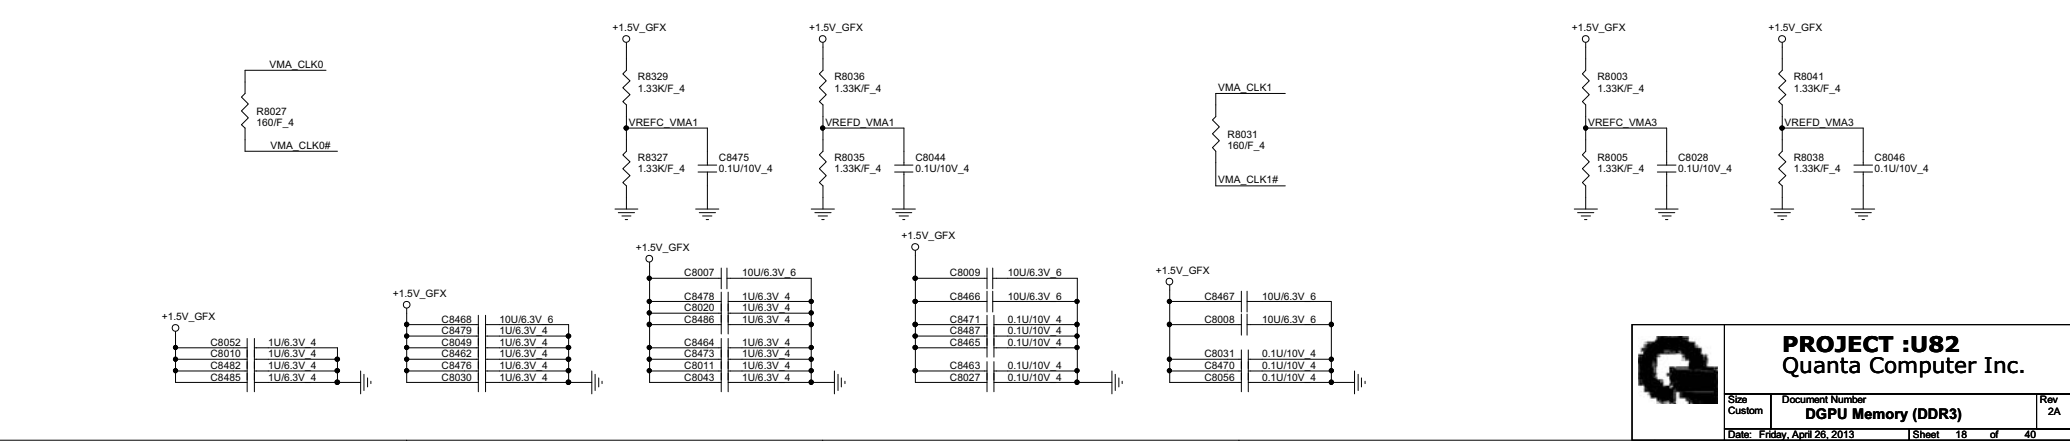 VMA_CLK0
R8027
160/F_4
VMA_CLK0#
+1.5V_GFX
R8329
1.33K/F_4
VREFC_VMA1
R8327
1.33K/F_4
C8475
0.1U/10V_4
+1.5V_GFX
R8036
1.33K/F_4
VREFD_VMA1
R8035
1.33K/F_4
C8044
0.1U/10V_4
VMA_CLK1
R8031
160/F_4
VMA_CLK1#
+1.5V_GFX
R8003
1.33K/F_4
VREFC_VMA3
R8005
1.33K/F_4
C8028
0.1U/10V_4
+1.5V_GFX
R8041
1.33K/F_4
VREFD_VMA3
R8038
1.33K/F_4
C8046
0.1U/10V_4
+1.5V_GFX
C8052 1U/6.3V_4
C8010 1U/6.3V_4
C8482 1U/6.3V_4
C8485 1U/6.3V_4
+1.5V_GFX
C8468 10U/6.3V_6
C8479 1U/6.3V_4
C8049 1U/6.3V_4
C8462 1U/6.3V_4
C8476 1U/6.3V_4
C8030 1U/6.3V_4
+1.5V_GFX
C8007 10U/6.3V_6
C8478 1U/6.3V_4
C8020 1U/6.3V_4
C8486 1U/6.3V_4
C8464 1U/6.3V_4
C8473 1U/6.3V_4
C8011 1U/6.3V_4
C8043 1U/6.3V_4
+1.5V_GFX
C8009 10U/6.3V_6
C8466 10U/6.3V_6
C8471 0.1U/10V_4
C8487 0.1U/10V_4
C8465 0.1U/10V_4
C8463 0.1U/10V_4
C8027 0.1U/10V_4
+1.5V_GFX
C8467 10U/6.3V_6
C8008 10U/6.3V_6
C8031 0.1U/10V_4
C8470 0.1U/10V_4
C8056 0.1U/10V_4
PROJECT :U82
Quanta Computer Inc.
Size
Custom
Document Number
DGPU Memory (DDR3)
Rev
2A
Date: Friday, April 26, 2013
Sheet 18 of 40